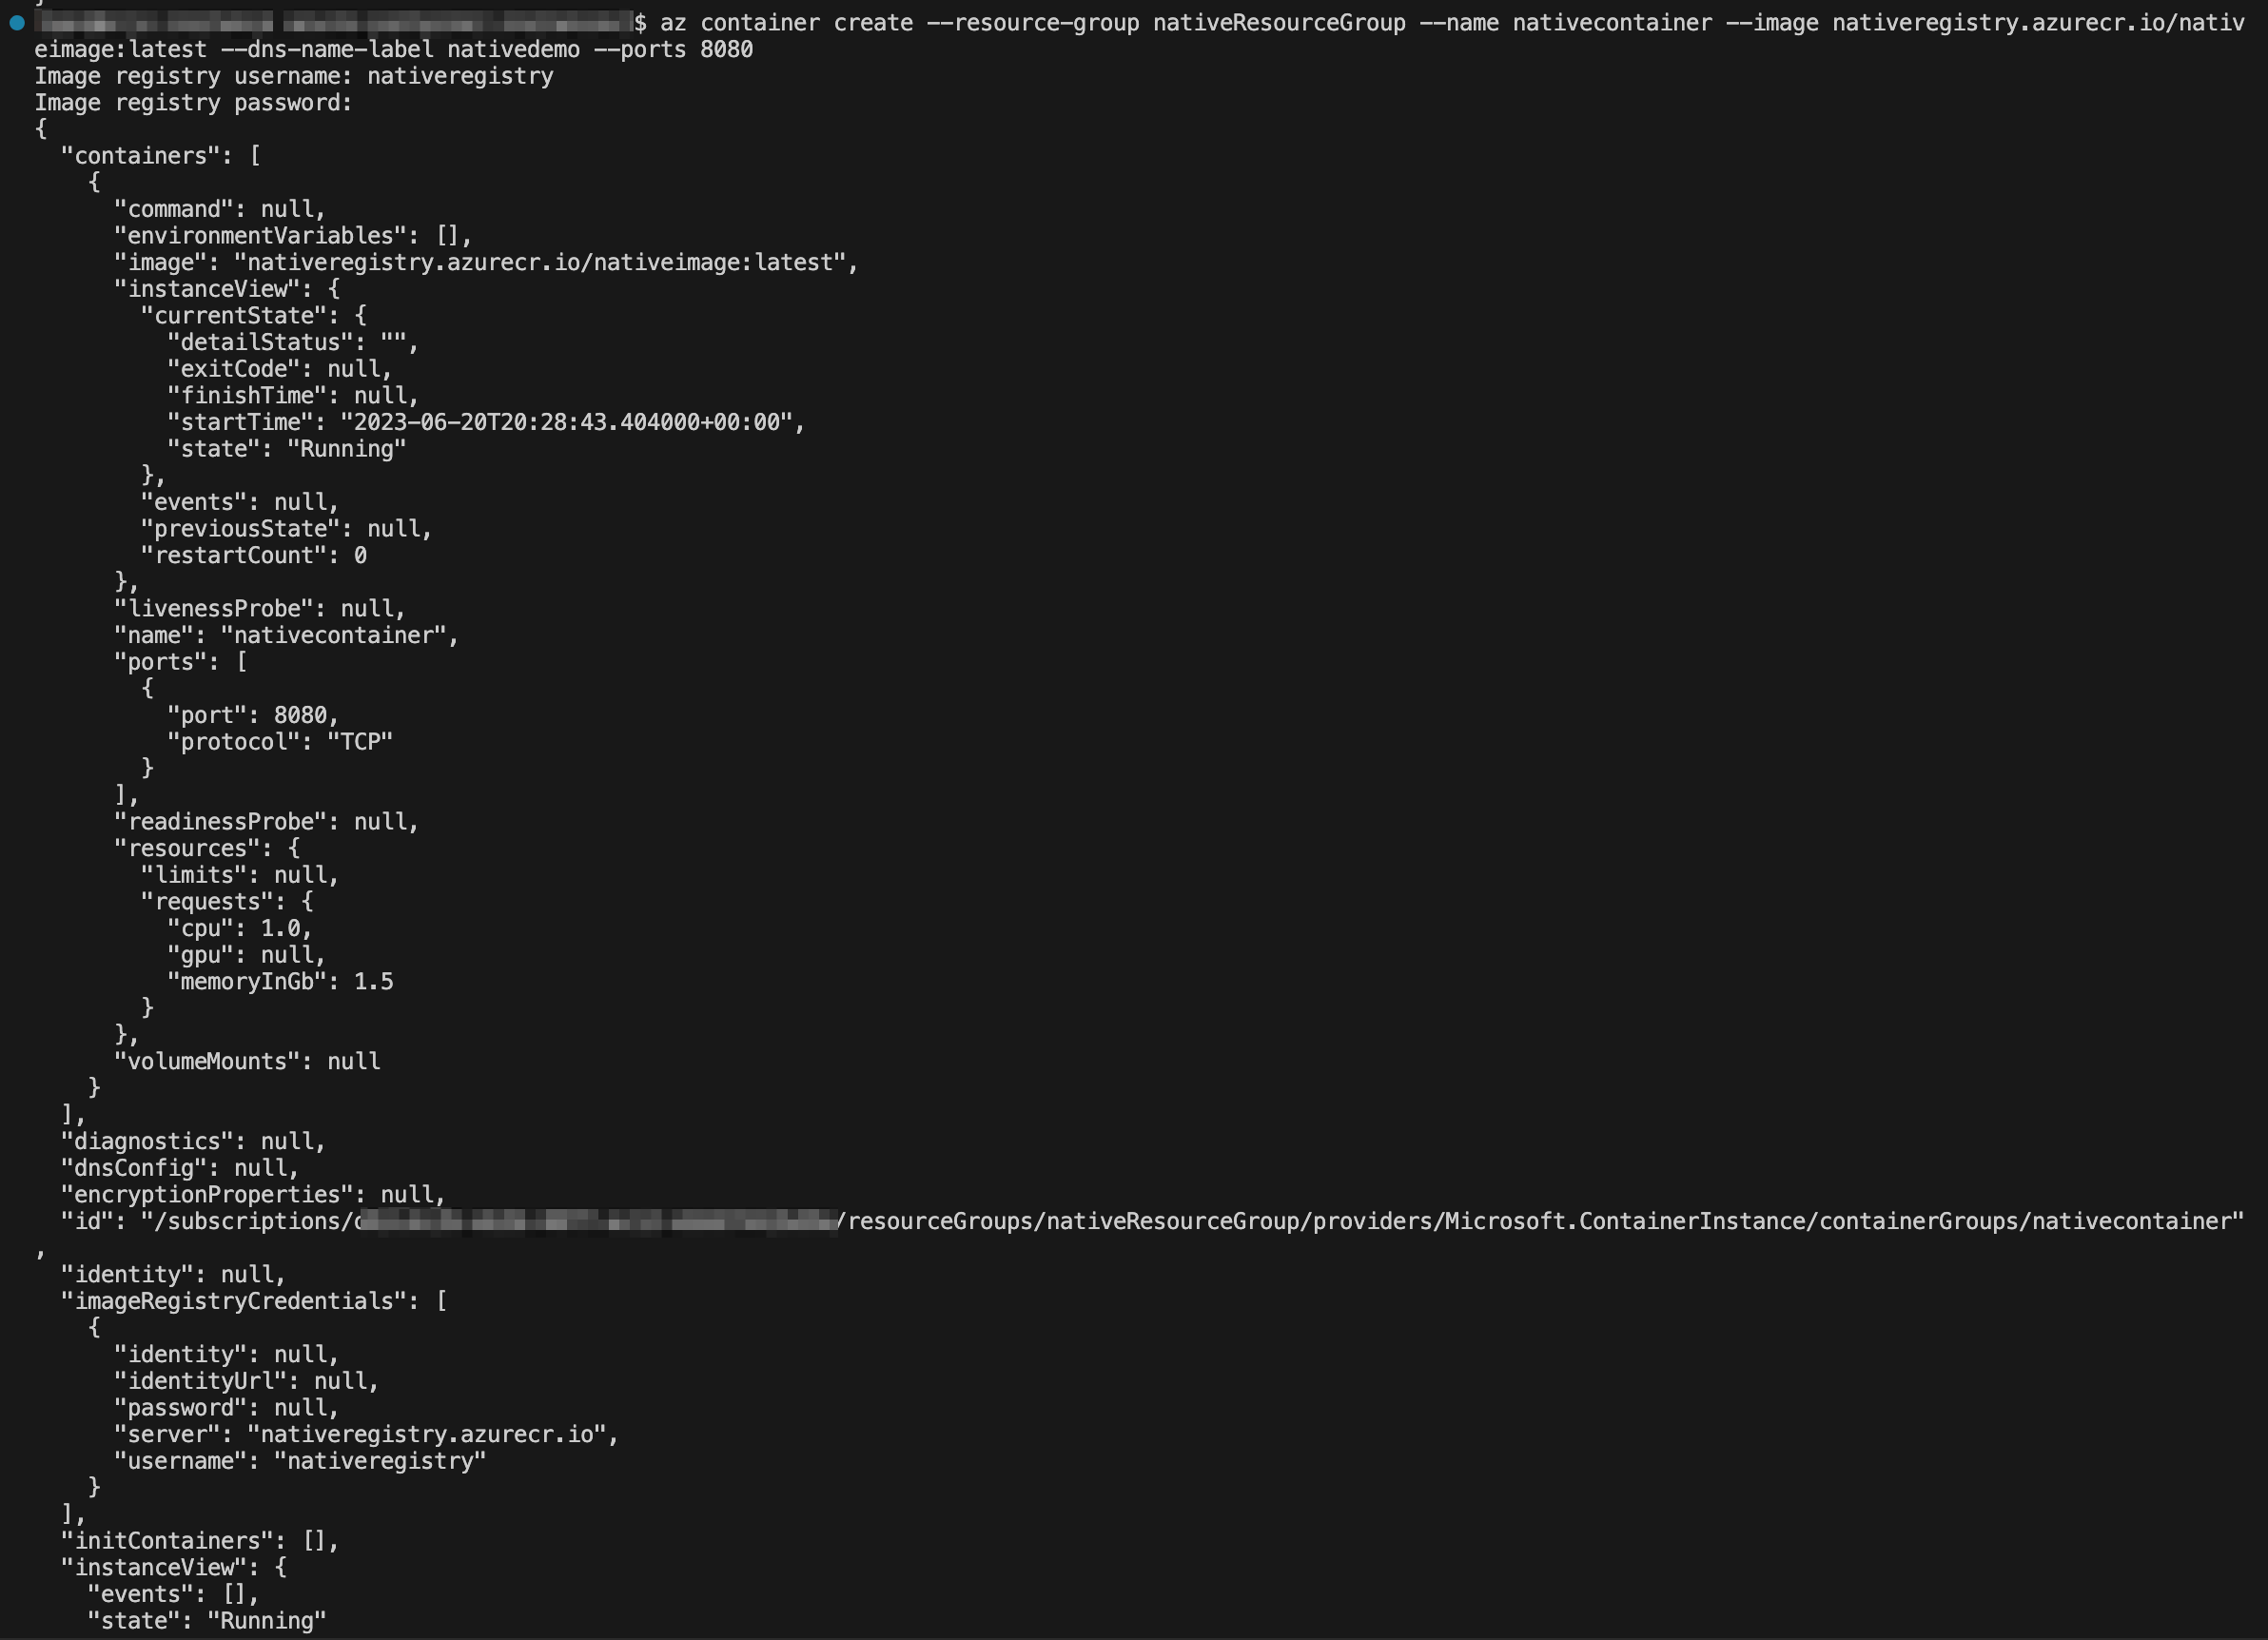 }
$ az container create --resource-group nativeResourceGroup --name nativecontainer --image nativeregistry.azurecr.io/nativ
eimage:latest --dns-name-label nativedemo --ports 8080
Image registry username: nativeregistry
Image registry password:
{
  "containers": [
    {
      "command": null,
      "environmentVariables": [],
      "image": "nativeregistry.azurecr.io/nativeimage:latest",
      "instanceView": {
        "currentState": {
          "detailStatus": "",
          "exitCode": null,
          "finishTime": null,
          "startTime": "2023-06-20T20:28:43.404000+00:00",
          "state": "Running"
        },
        "events": null,
        "previousState": null,
        "restartCount": 0
      },
      "livenessProbe": null,
      "name": "nativecontainer",
      "ports": [
        {
          "port": 8080,
          "protocol": "TCP"
        }
      ],
      "readinessProbe": null,
      "resources": {
        "limits": null,
        "requests": {
          "cpu": 1.0,
          "gpu": null,
          "memoryInGb": 1.5
        }
      },
      "volumeMounts": null
    }
  ],
  "diagnostics": null,
  "dnsConfig": null,
  "encryptionProperties": null,
  "id": "/subscriptions/ /resourceGroups/nativeResourceGroup/providers/Microsoft.ContainerInstance/containerGroups/nativecontainer"
,
  "identity": null,
  "imageRegistryCredentials": [
    {
      "identity": null,
      "identityUrl": null,
      "password": null,
      "server": "nativeregistry.azurecr.io",
      "username": "nativeregistry"
    }
  ],
  "initContainers": [],
  "instanceView": {
    "events": [],
    "state": "Running"